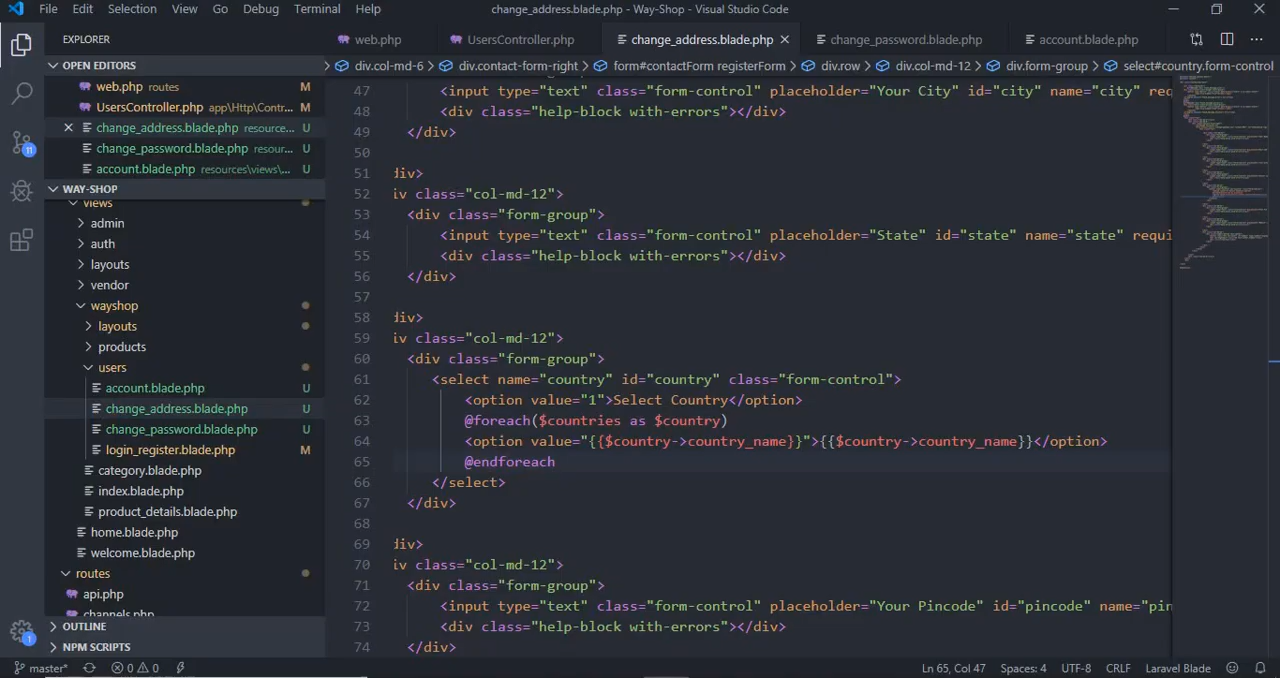 File Edit Selection View Go Debug Terminal Help change_address.blade.php - Way-Shop - Visual Studio Code
EXPLORER
OPEN EDITORS
web.php routes M
UsersController.php app\Http\Contr... M
change_address.blade.php resource... U
change_password.blade.php resour... U
account.blade.php resources\views\... U
WAY-SHOP
views
admin
auth
layouts
vendor
wayshop
layouts
products
users
account.blade.php U
change_address.blade.php U
change_password.blade.php U
login_register.blade.php M
category.blade.php
index.blade.php
product_details.blade.php
home.blade.php
welcome.blade.php
routes
api.php
channels.php
OUTLINE
NPM SCRIPTS
11
1
web.php UsersController.php change_address.blade.php change_password.blade.php account.blade.php
div.col-md-6 div.contact-form-right form#contactForm registerForm div.row div.col-md-12 div.form-group select#country.form-control
47 <input type="text" class="form-control" placeholder="Your City" id="city" name="city" req
48 <div class="help-block with-errors"></div>
49 </div>
50
51 div>
52 iv class="col-md-12">
53 <div class="form-group">
54 <input type="text" class="form-control" placeholder="State" id="state" name="state" requi
55 <div class="help-block with-errors"></div>
56 </div>
57
58 div>
59 iv class="col-md-12">
60 <div class="form-group">
61 <select name="country" id="country" class="form-control">
62 <option value="1">Select Country</option>
63 @foreach($countries as $country)
64 <option value="{{$country->country_name}}">{{$country->country_name}}</option>
65 @endforeach
66 </select>
67 </div>
68
69 div>
70 iv class="col-md-12">
71 <div class="form-group">
72 <input type="text" class="form-control" placeholder="Your Pincode" id="pincode" name="pin
73 <div class="help-block with-errors"></div>
74 </div>
master* 0 0 Ln 65, Col 47 Spaces: 4 UTF-8 CRLF Laravel Blade